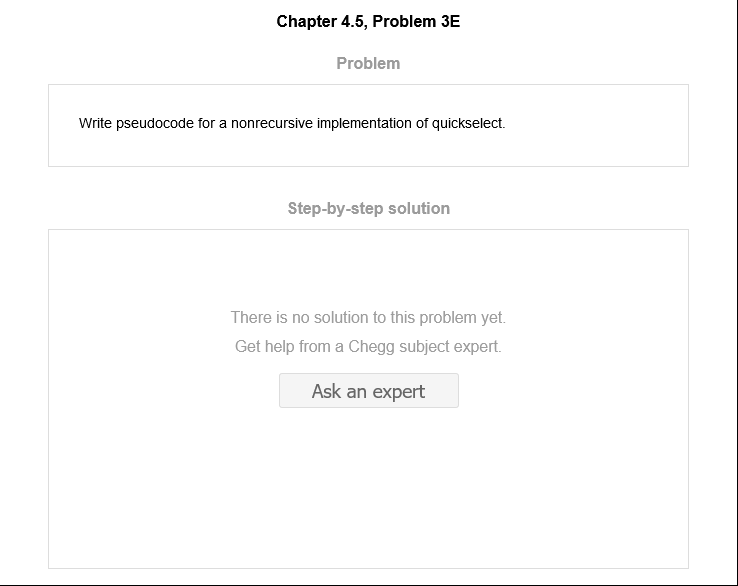 Chapter 4.5, Problem 3E
Problem
Write pseudocode for a nonrecursive implementation of quickselect.
Step-by-step solution
There is no solution to this problem yet.
Get help from a Chegg subject expert.
Ask an expert